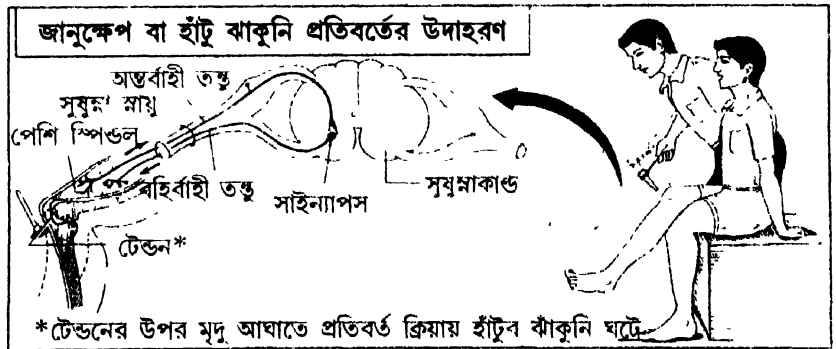 জানুক্ষেপ বা হাঁটু ঝাকুনি প্রতিবর্তের উদাহরণ
অন্তর্বাহী তন্তু
সুষুম্না স্নায়ু
পেশি স্পিন্ডল
বহির্বাহী তন্তু
সাইন্যাপস
সুষুম্নাকাণ্ড
টেন্ডন*
*টেন্ডনের উপর মৃদু আঘাতে প্রতিবর্ত ক্রিয়ায় হাঁটুব ঝাঁকুনি ঘটে